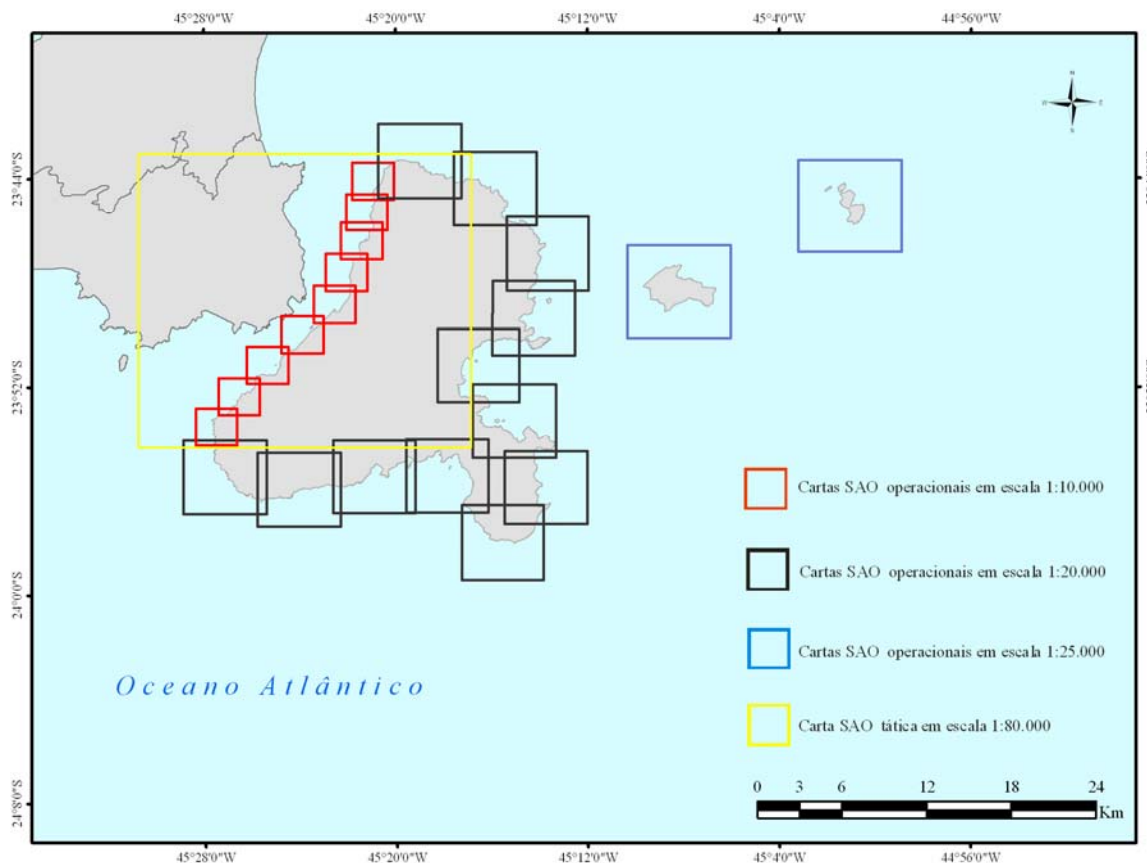 45°28'0"W 45°20'0"W 45°12'0"W 45°4'0"W 44°56'0"W
N
W E
S
23°44'0"S
23°52'0"S
24°0'0"S
24°8'0"S
Cartas SAO operacionais em escala 1:10.000
Cartas SAO operacionais em escala 1:20.000
Cartas SAO operacionais em escala 1:25.000
Carta SAO tática em escala 1:80.000
Oceano Atlântico
0 3 6 12 18 24
Km
45°28'0"W 45°20'0"W 45°12'0"W 45°4'0"W 44°56'0"W